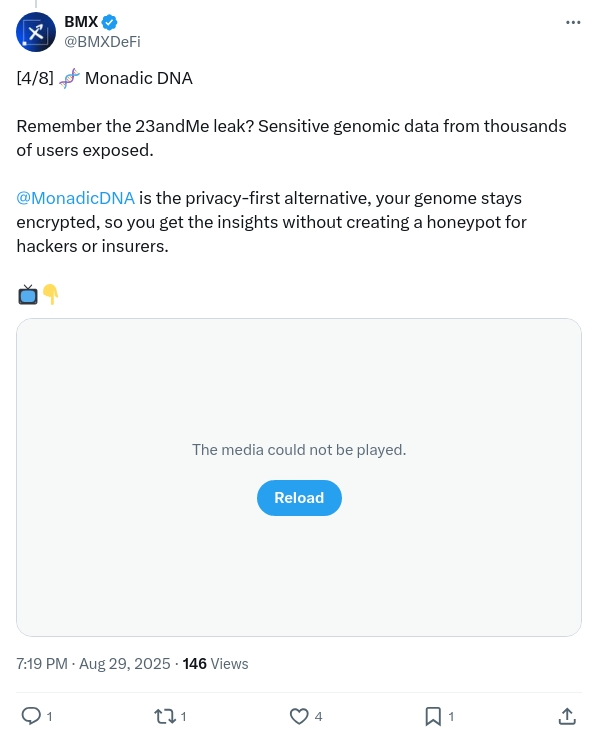 BMX
@BMXDeFi
[4/8] 🧬 Monadic DNA
Remember the 23andMe leak? Sensitive genomic data from thousands
of users exposed.
@MonadicDNA is the privacy-first alternative, your genome stays
encrypted, so you get the insights without creating a honeypot for
hackers or insurers.
📺👇
The media could not be played.
Reload
7:19 PM · Aug 29, 2025 · 146 Views
1 1 4 1